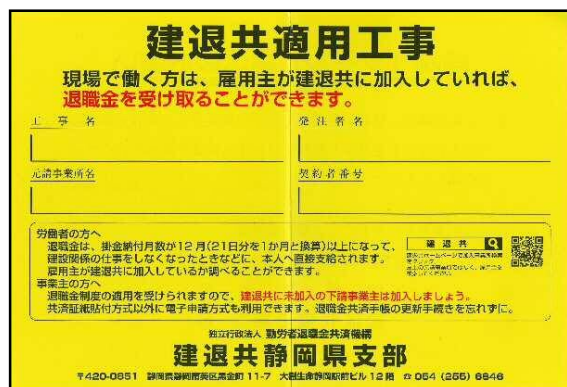 建退共適用工事
現場で働く方は、雇用主が建退共に加入していれば、
退職金を受け取ることができます。
工事名
発注者名
元請事業所名
契約者番号
労働者の方へ
退職金は、掛金納付月数が12月(21日分を1か月と換算)以上になって、
建設関係の仕事をしなくなったときなどに、本人へ直接支給されます。
雇用主が建退共に加入しているか調べることができます。
建退共
事業主の方へ
退職金制度の適用を受けられますので、建退共に未加入の下請事業主は加入しましょう。
共済証紙貼付方式以外に電子申請方式も利用できます。退職金共済手帳の更新手続きを忘れずに。
独立行政法人 勤労者退職金共済機構
建退共静岡県支部
〒420-0851 静岡県静岡市葵区黒金町11-7 大樹生命静岡駅前ビル12階 ☎054 (255) 6846